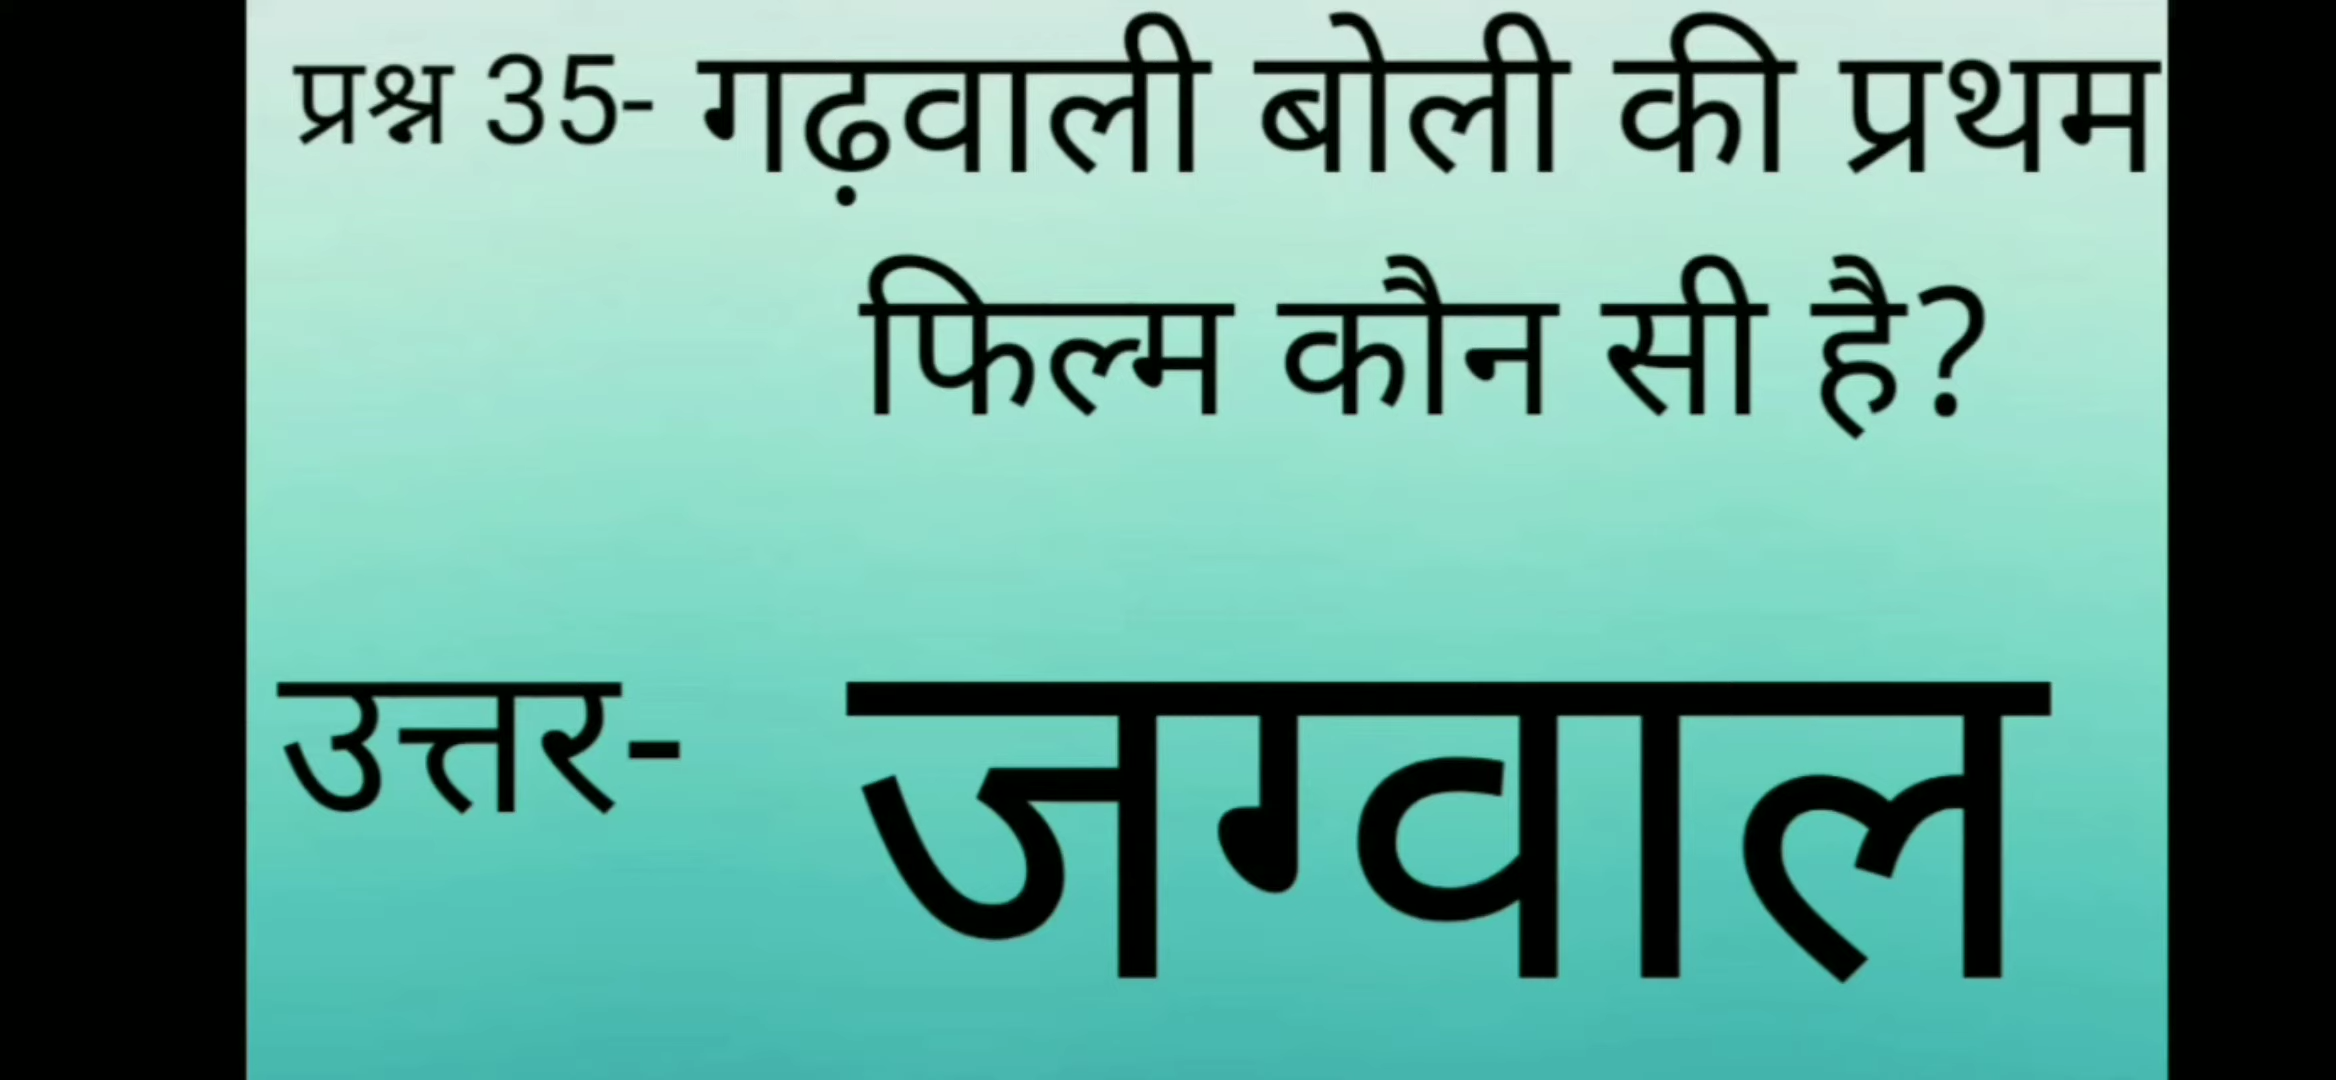 प्रश्न 35- गढ़वाली बोली की प्रथम
फिल्म कौन सी है?
उत्तर- जग्वाल